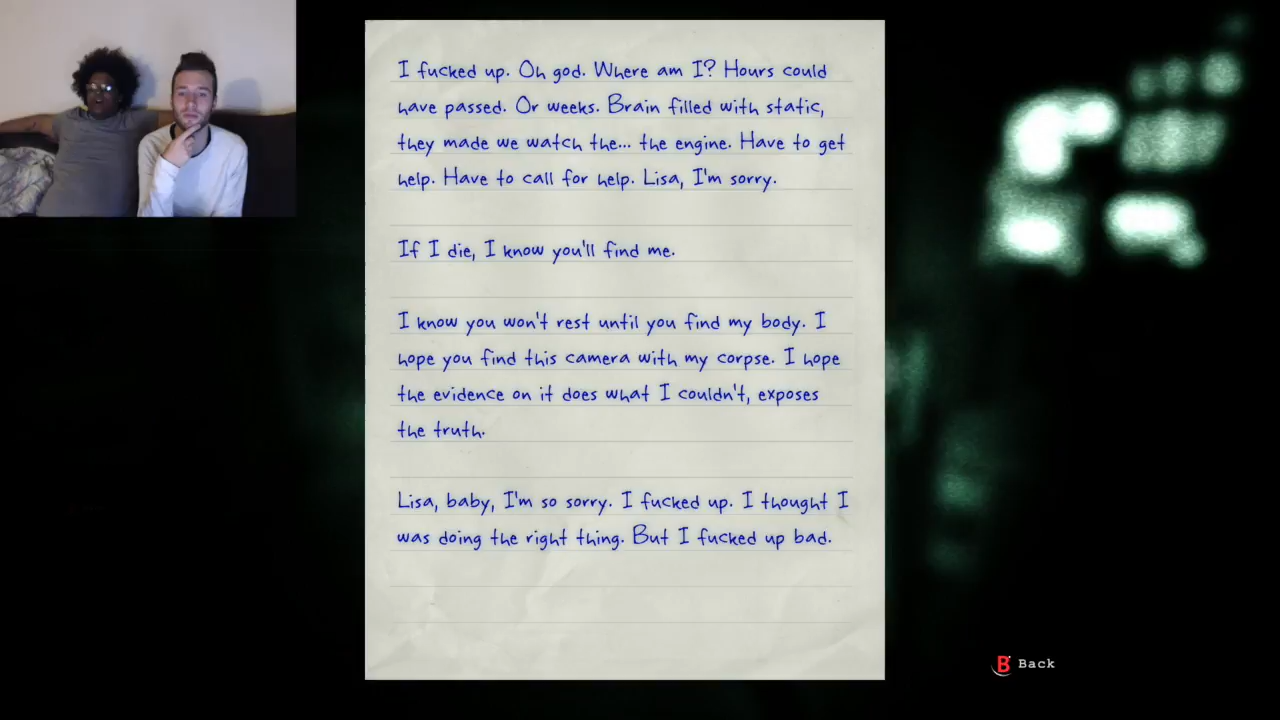 I fucked up. Oh god. Where am I? Hours could
have passed. Or weeks. Brain filled with static,
they made we watch the... the engine. Have to get
help. Have to call for help. Lisa, I'm sorry.
If I die, I know you'll find me.
I know you won't rest until you find my body. I
hope you find this camera with my corpse. I hope
the evidence on it does what I couldn't, exposes
the truth.
Lisa, baby, I'm so sorry. I fucked up. I thought I
was doing the right thing. But I fucked up bad.
B Back